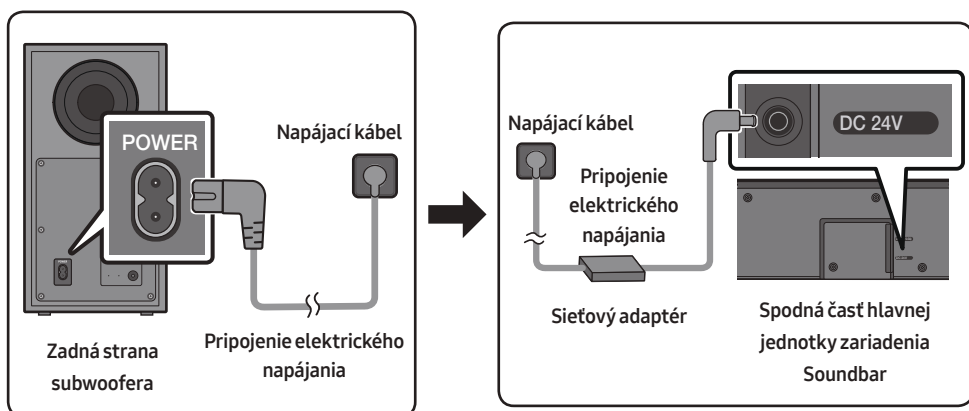 POWER
Napájací kábel
Pripojenie elektrického
napájania
Zadná strana
subwoofera
Napájací kábel
Pripojenie
elektrického
napájania
Sieťový adaptér
DC 24V
Spodná časť hlavnej
jednotky zariadenia
Soundbar